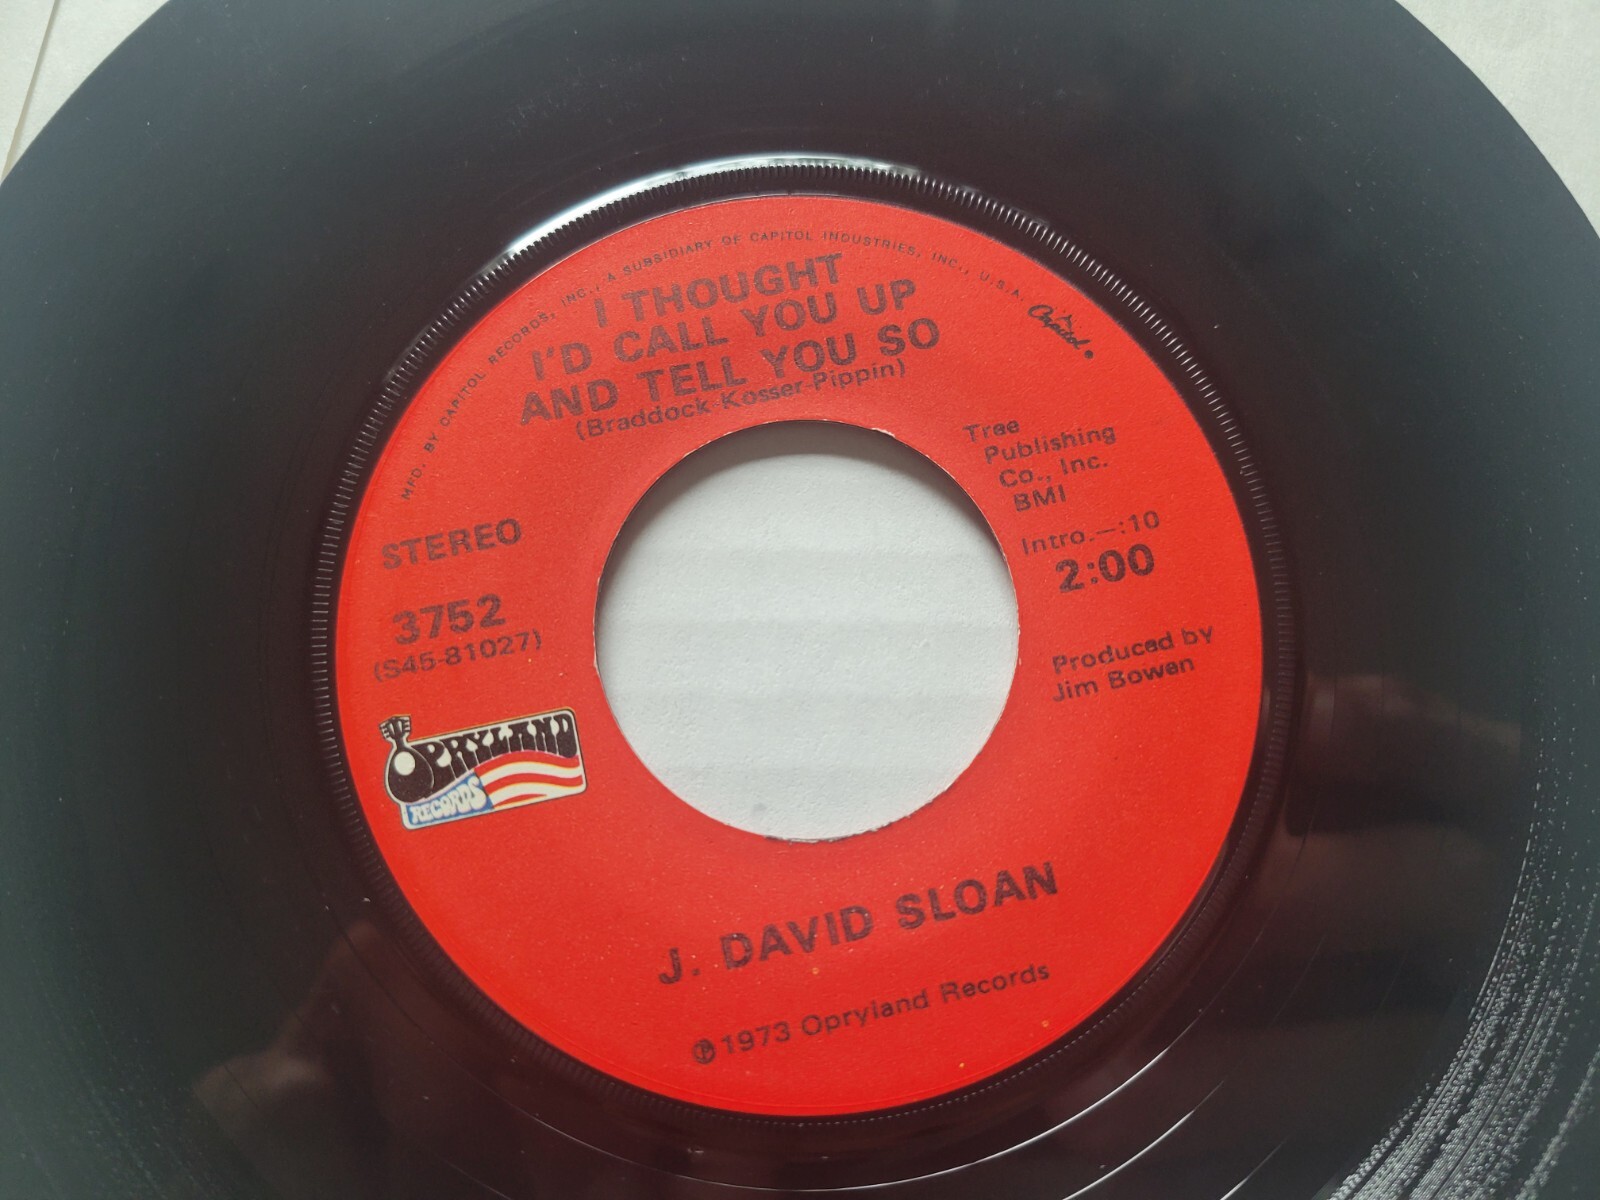 MFD. BY CAPITOL RECORDS, INC., A SUBSIDIARY OF CAPITOL INDUSTRIES, INC., U.S.A.
Capitol®
I THOUGHT
I'D CALL YOU UP
AND TELL YOU SO
(Braddock-Kosser-Pippin)
Tree
Publishing
Co., Inc.
BMI
Intro.—:10
2:00
STEREO
3752
(S45-81027)
Produced by
Jim Bowen
OPRYLAND
RECORDS
J. DAVID SLOAN
℗1973 Opryland Records